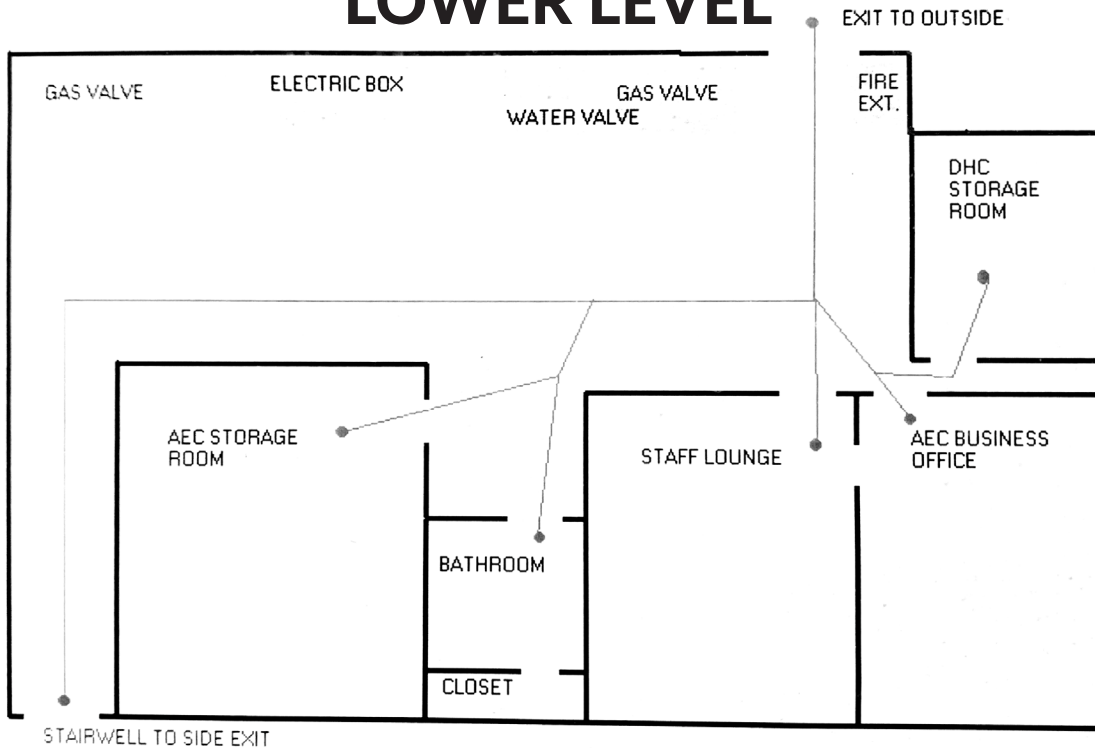 LOWER LEVEL
EXIT TO OUTSIDE
GAS VALVE
ELECTRIC BOX
GAS VALVE
WATER VALVE
FIRE
EXT.
DHC
STORAGE
ROOM
AEC STORAGE
ROOM
STAFF LOUNGE
AEC BUSINESS
OFFICE
BATHROOM
CLOSET
STAIRWELL TO SIDE EXIT